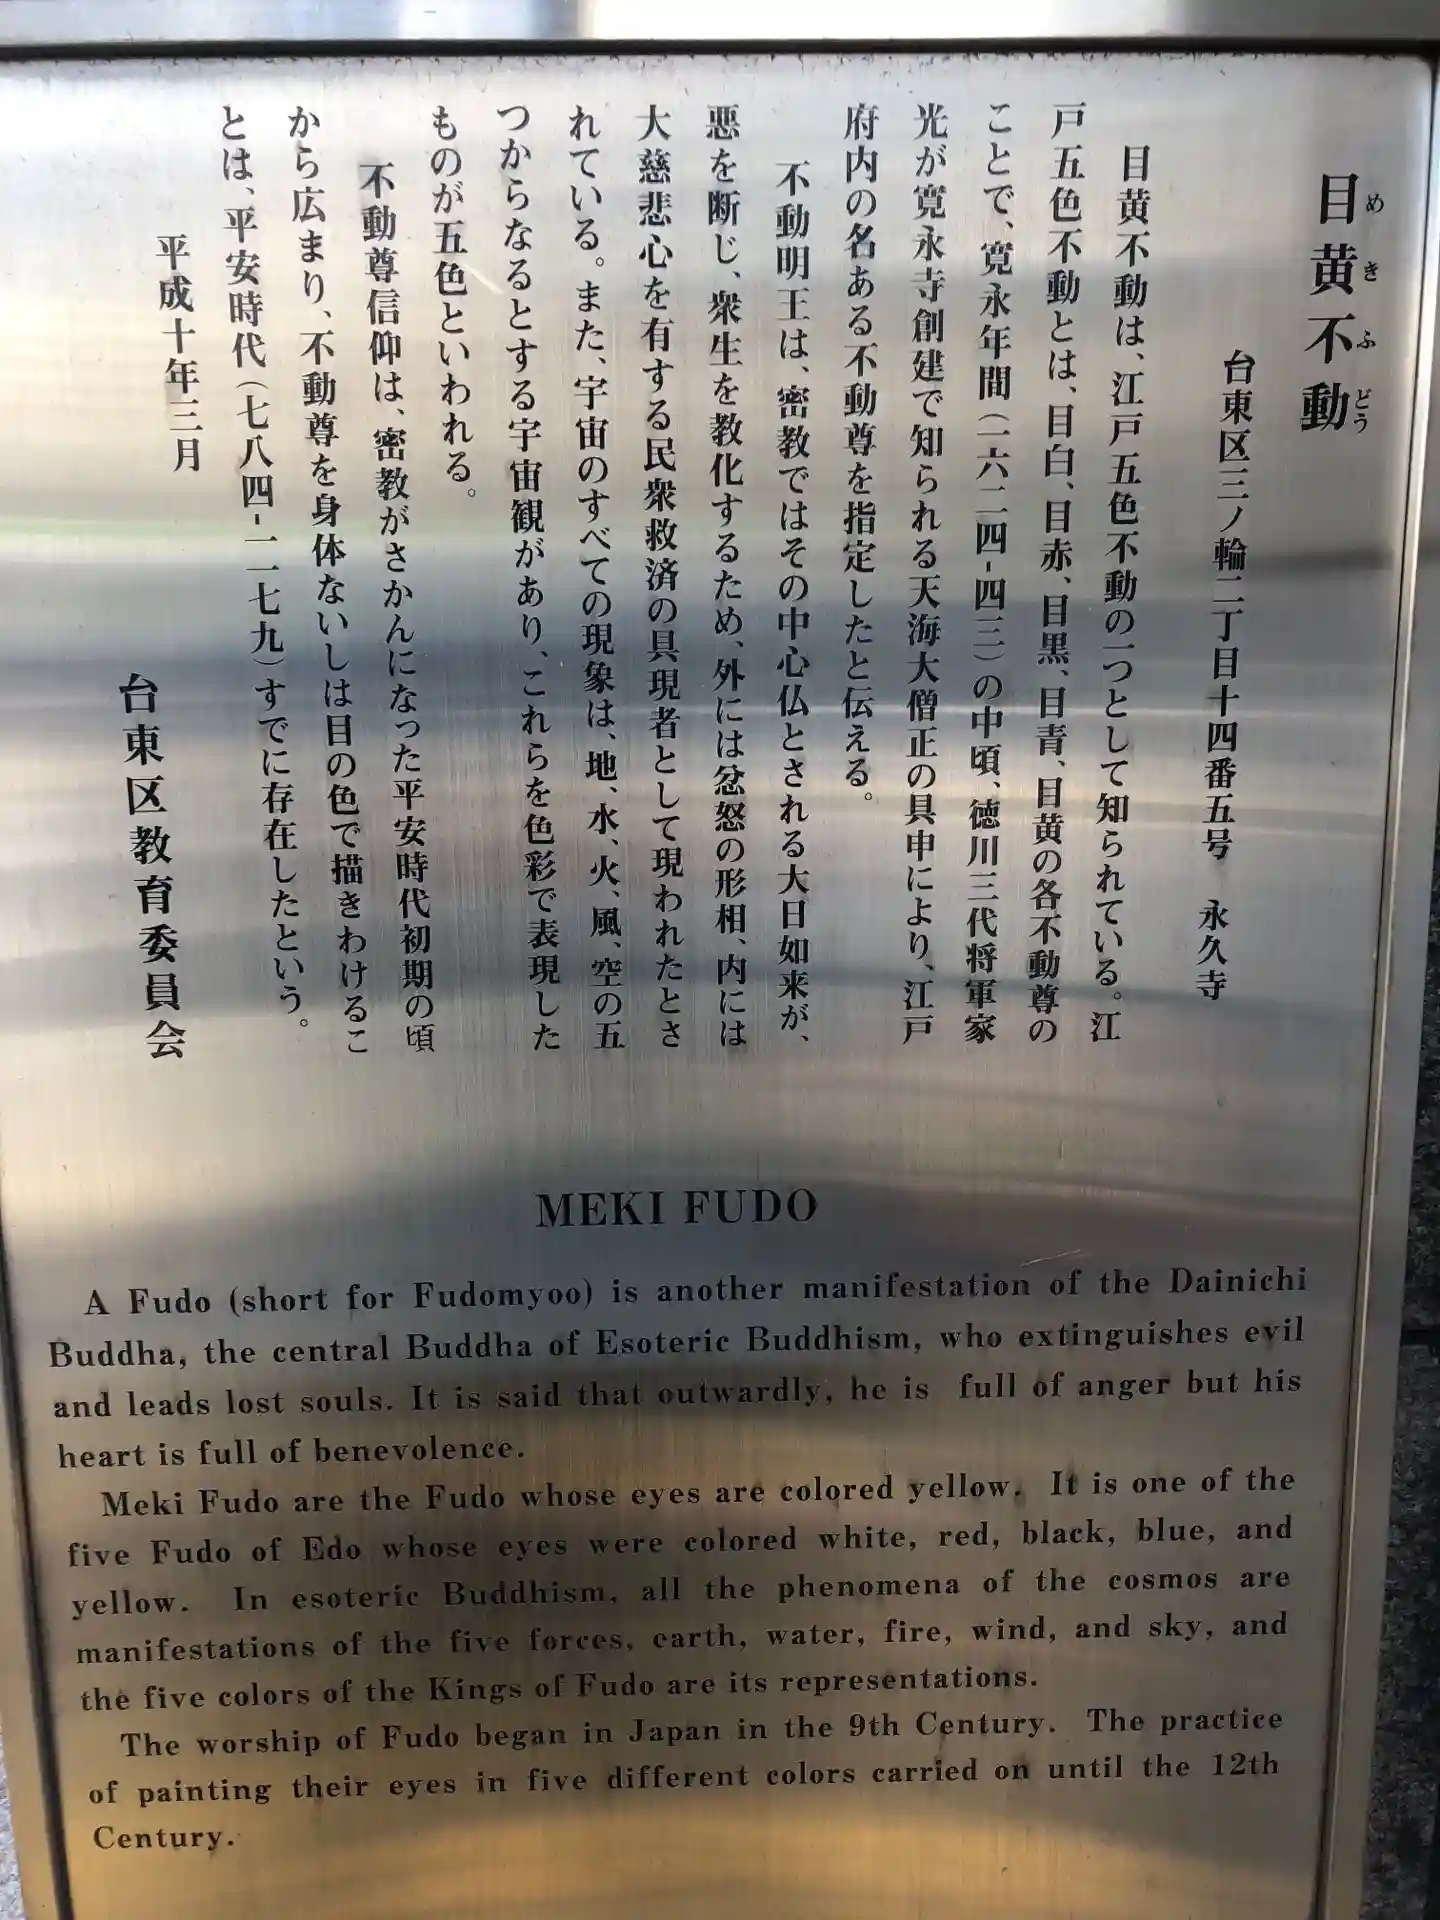 目黄不動
めきふどう
台東区三ノ輪二丁目十四番五号　永久寺
目黄不動は、江戸五色不動の一つとして知られている。江
戸五色不動とは、目白、目赤、目黒、目青、目黄の各不動尊の
ことで、寛永年間（一六二四-四三）の中頃、徳川三代将軍家
光が寛永寺創建で知られる天海大僧正の具申により、江戸
府内の名ある不動尊を指定したと伝える。
不動明王は、密教ではその中心仏とされる大日如来が、
悪を断じ、衆生を教化するため、外には忿怒の形相、内には
大慈悲心を有する民衆救済の具現者として現われたとさ
れている。また、宇宙のすべての現象は、地、水、火、風、空の五
つからなるとする宇宙観があり、これらを色彩で表現した
ものが五色といわれる。
不動尊信仰は、密教がさかんになった平安時代初期の頃
から広まり、不動尊を身体ないしは目の色で描きわけるこ
とは、平安時代（七八四-一一七九）すでに存在したという。
平成十年三月
台東区教育委員会
MEKI FUDO
A Fudo (short for Fudomyoo) is another manifestation of the Dainichi
Buddha, the central Buddha of Esoteric Buddhism, who extinguishes evil
and leads lost souls. It is said that outwardly, he is full of anger but his
heart is full of benevolence.
Meki Fudo are the Fudo whose eyes are colored yellow. It is one of the
five Fudo of Edo whose eyes were colored white, red, black, blue, and
yellow. In esoteric Buddhism, all the phenomena of the cosmos are
manifestations of the five forces, earth, water, fire, wind, and sky, and
the five colors of the Kings of Fudo are its representations.
The worship of Fudo began in Japan in the 9th Century. The practice
of painting their eyes in five different colors carried on until the 12th
Century.